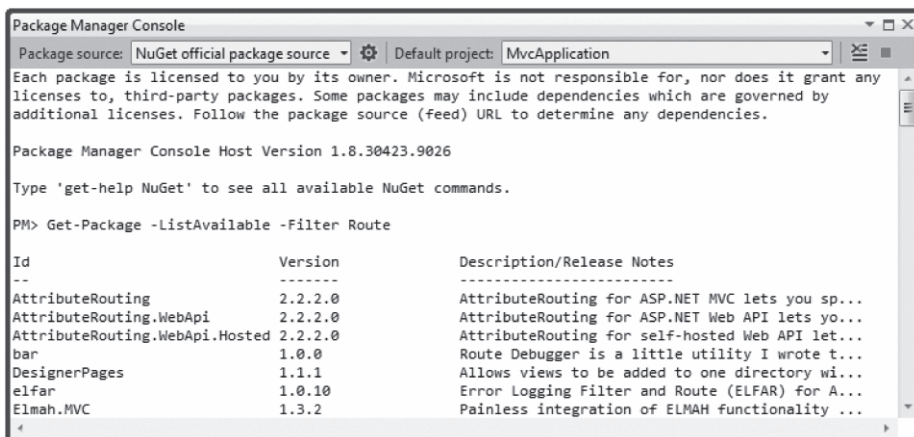 Package Manager Console
Package source: NuGet official package source Default project: MvcApplication
Each package is licensed to you by its owner. Microsoft is not responsible for, nor does it grant any
licenses to, third-party packages. Some packages may include dependencies which are governed by
additional licenses. Follow the package source (feed) URL to determine any dependencies.
Package Manager Console Host Version 1.8.30423.9026
Type 'get-help NuGet' to see all available NuGet commands.
PM> Get-Package -ListAvailable -Filter Route
Id Version Description/Release Notes
-- ------- -------------------------
AttributeRouting 2.2.2.0 AttributeRouting for ASP.NET MVC lets you sp...
AttributeRouting.WebApi 2.2.2.0 AttributeRouting for ASP.NET Web API lets yo...
AttributeRouting.WebApi.Hosted 2.2.2.0 AttributeRouting for self-hosted Web API let...
bar 1.0.0 Route Debugger is a little utility I wrote t...
DesignerPages 1.1.1 Allows views to be added to one directory wi...
elfar 1.0.10 Error Logging Filter and Route (ELFAR) for A...
Elmah.MVC 1.3.2 Painless integration of ELMAH functionality ...